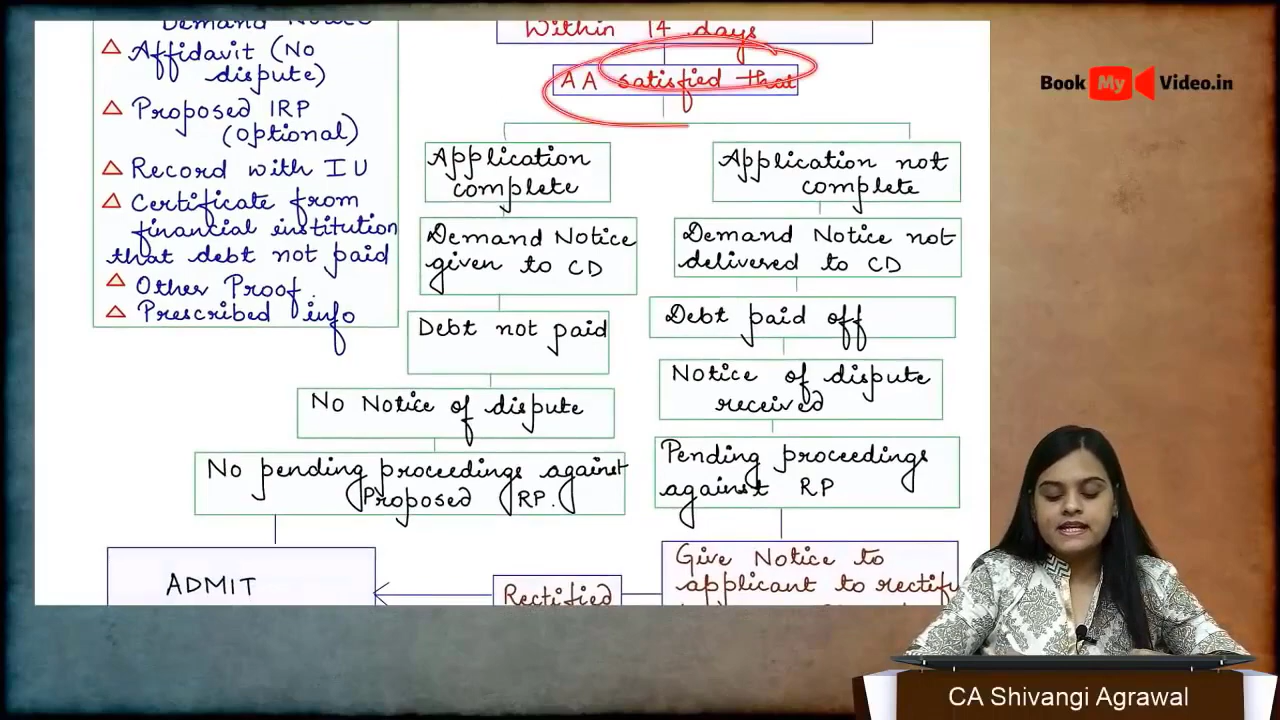 Demand Notice
△ Affidavit (No
dispute)
△ Proposed IRP
(optional)
△ Record with IU
△ Certificate from
financial institution
that debt not paid
△ Other Proof.
△ Prescribed info
Within 14 days
AA satisfied that
Application
complete
Demand Notice
given to CD
Debt not paid
No Notice of dispute
No pending proceedings against
Proposed RP.
ADMIT
Application not
complete
Demand Notice not
delivered to CD
Debt paid off
Notice of dispute
received
Pending proceedings
against RP
Give Notice to
applicant to rectify
Rectified
Book My Video.in
CA Shivangi Agrawal